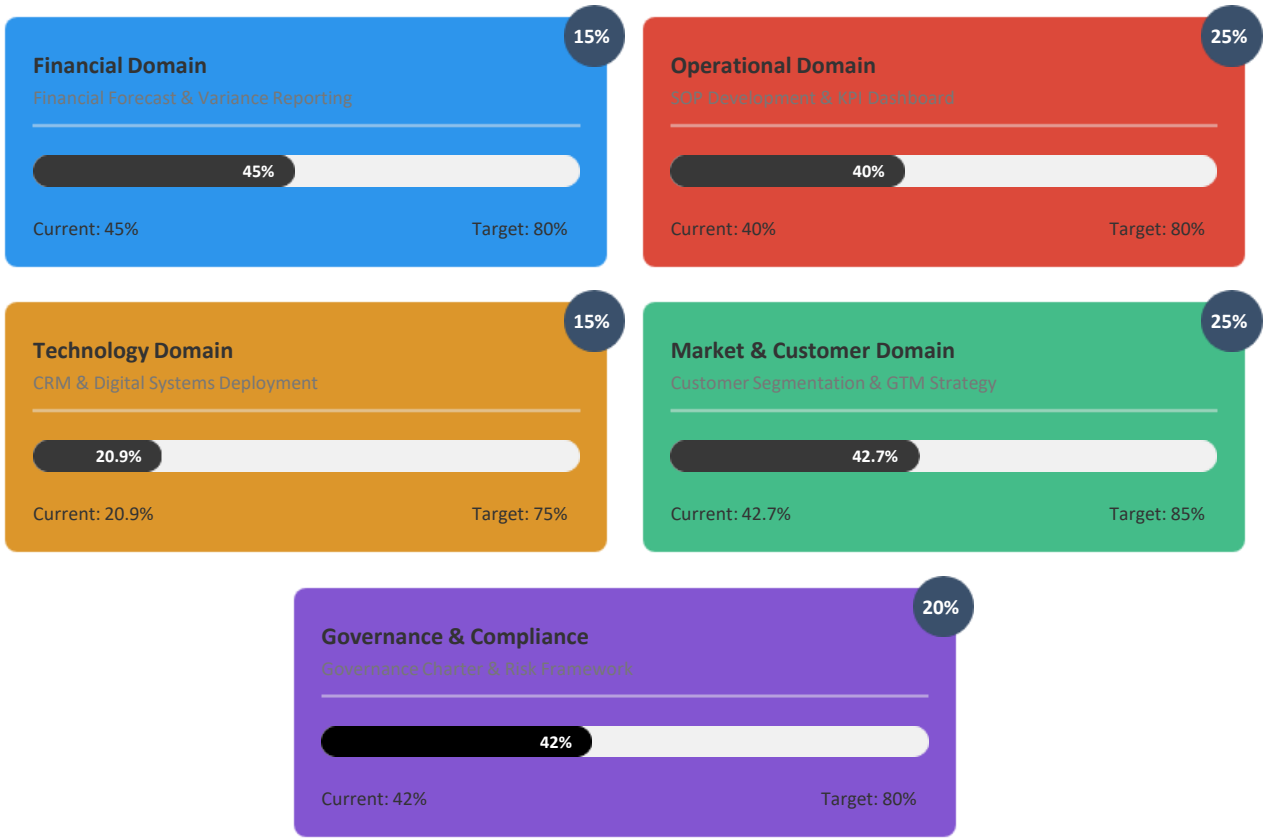 15%
Financial Domain
Financial Forecast & Variance Reporting
45%
Current: 45% Target: 80%
25%
Operational Domain
SOP Development & KPI Dashboard
40%
Current: 40% Target: 80%
15%
Technology Domain
CRM & Digital Systems Deployment
20.9%
Current: 20.9% Target: 75%
25%
Market & Customer Domain
Customer Segmentation & GTM Strategy
42.7%
Current: 42.7% Target: 85%
20%
Governance & Compliance
Governance Charter & Risk Framework
42%
Current: 42% Target: 80%